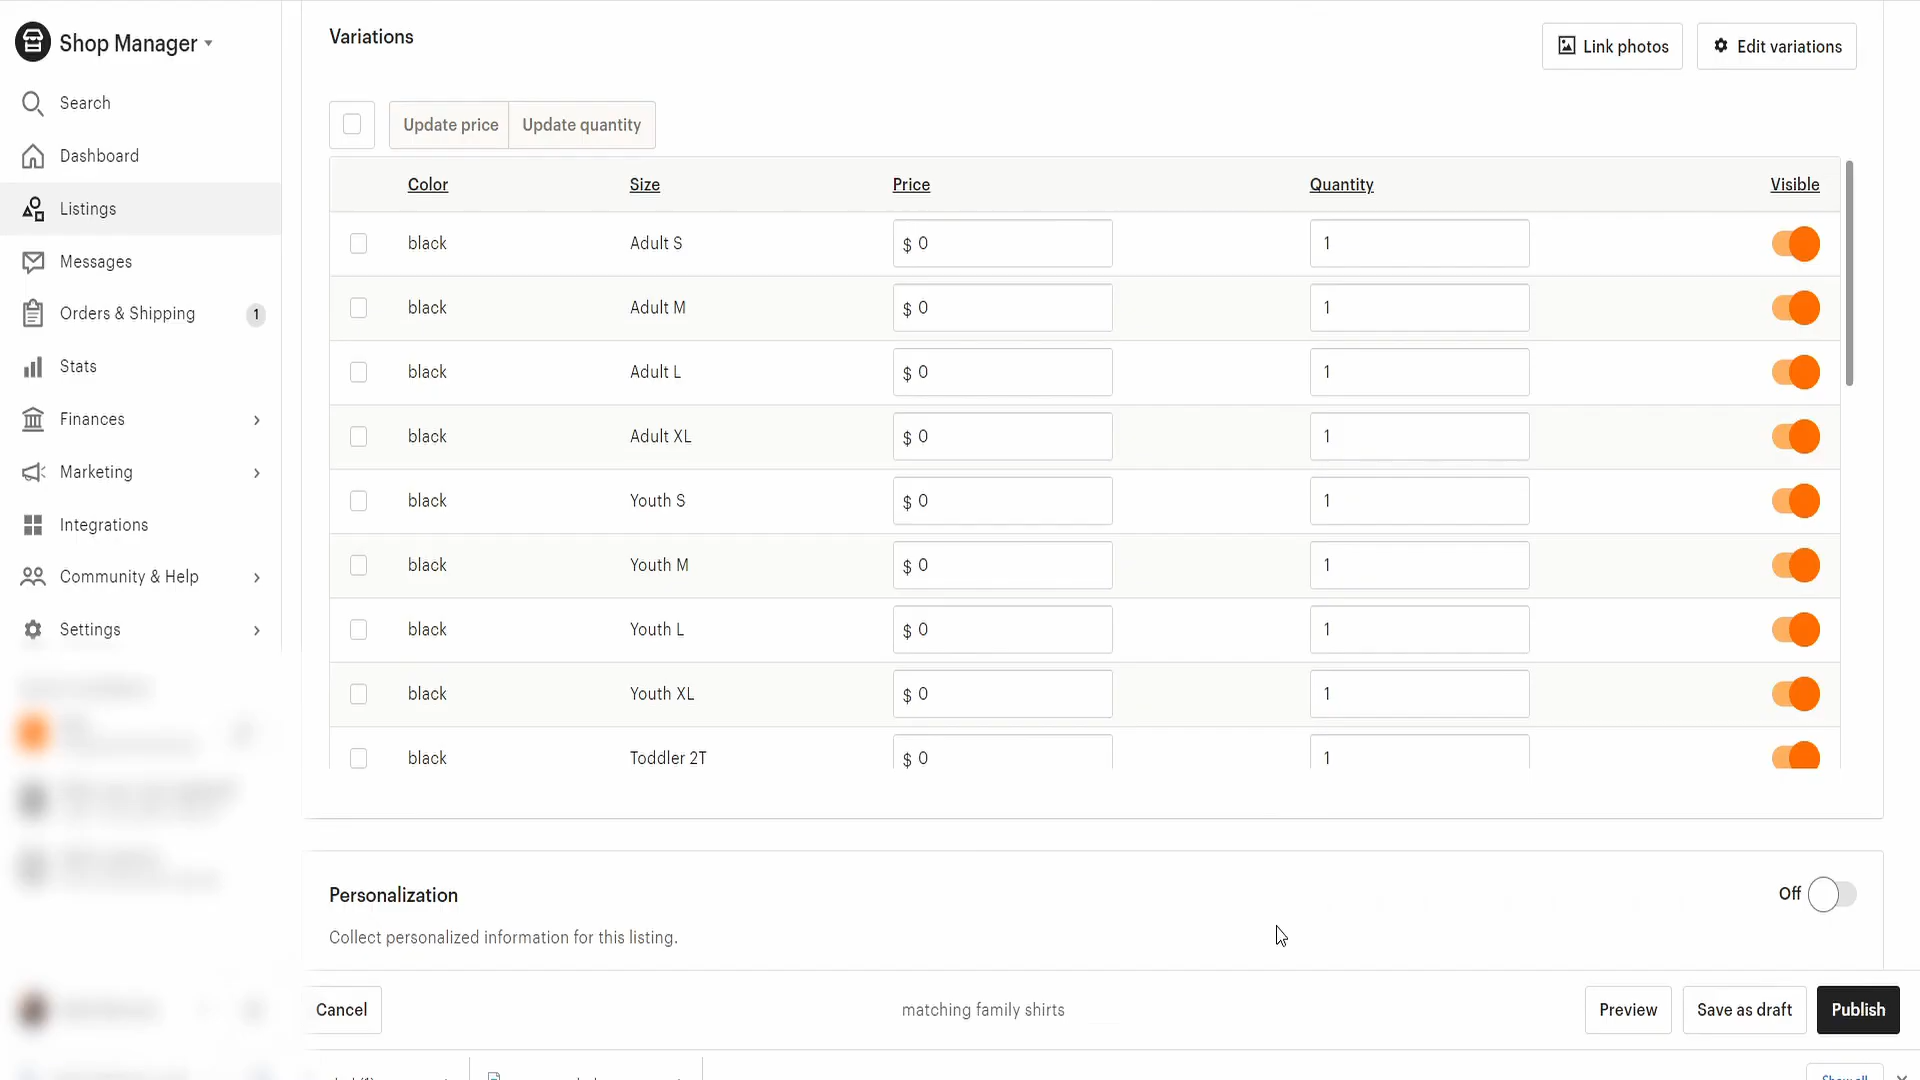 Shop Manager
Search
Dashboard
Listings
Messages
Orders & Shipping 1
Stats
Finances
Marketing
Integrations
Community & Help
Settings
Variations
Link photos
Edit variations
Update price Update quantity
Color Size Price Quantity Visible
black Adult S $ 0 1
black Adult M $ 0 1
black Adult L $ 0 1
black Adult XL $ 0 1
black Youth S $ 0 1
black Youth M $ 0 1
black Youth L $ 0 1
black Youth XL $ 0 1
black Toddler 2T $ 0 1
Personalization
Off
Collect personalized information for this listing.
Cancel
matching family shirts
Preview
Save as draft
Publish
Show all